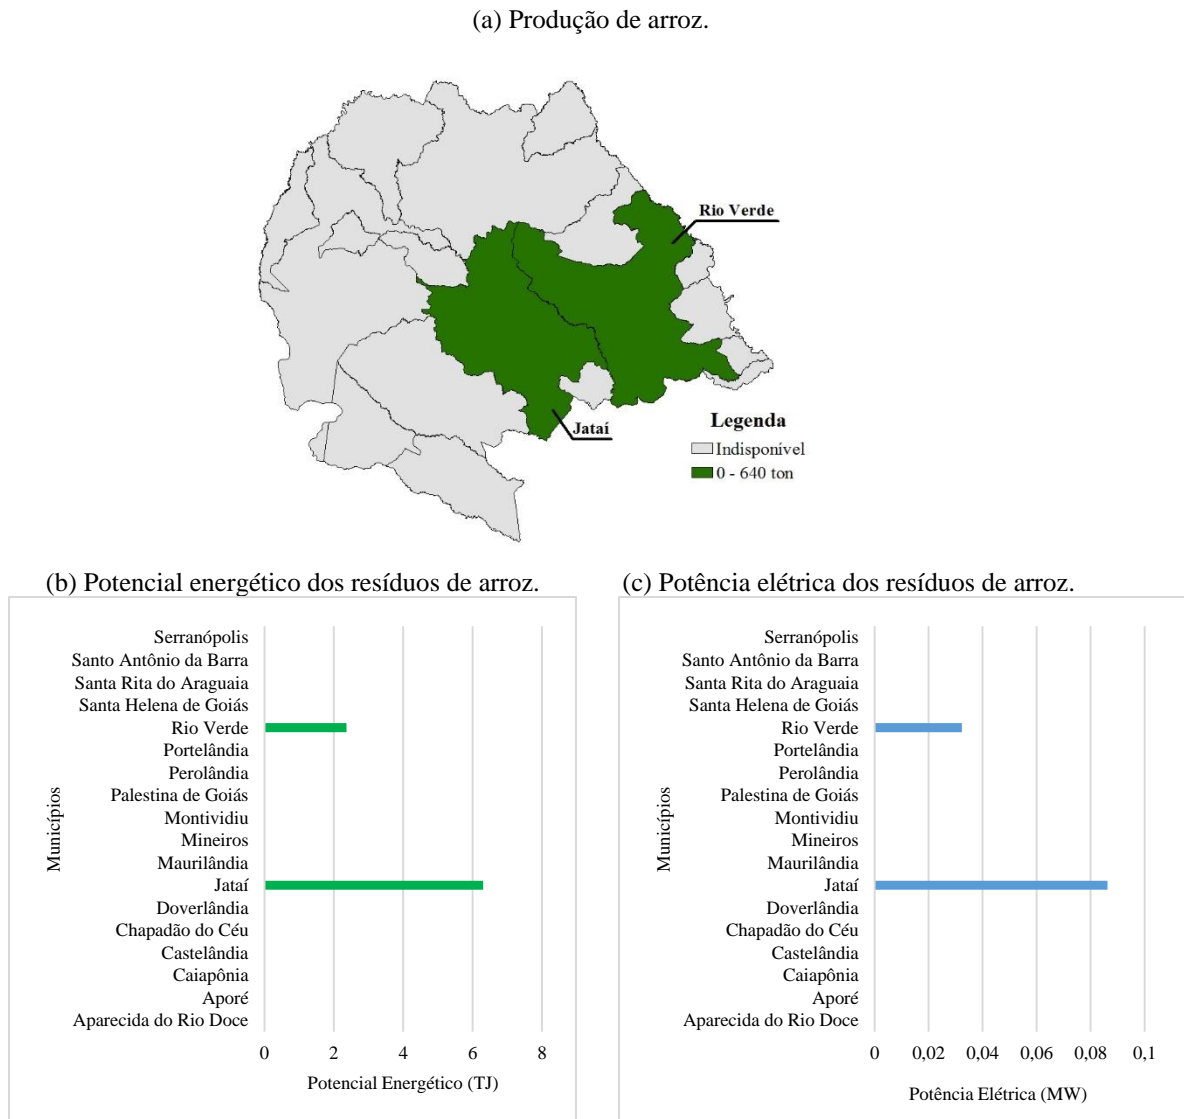 (a) Produção de arroz.
Rio Verde
Jataí
Legenda
Indisponível
0 - 640 ton
(b) Potencial energético dos resíduos de arroz.
Serranópolis
Santo Antônio da Barra
Santa Rita do Araguaia
Santa Helena de Goiás
Rio Verde
Portelândia
Perolândia
Palestina de Goiás
Montividiu
Mineiros
Maurilândia
Jataí
Doverlândia
Chapadão do Céu
Castelândia
Caiapônia
Aporé
Aparecida do Rio Doce
Municípios
0 2 4 6 8
Potencial Energético (TJ)
(c) Potência elétrica dos resíduos de arroz.
Serranópolis
Santo Antônio da Barra
Santa Rita do Araguaia
Santa Helena de Goiás
Rio Verde
Portelândia
Perolândia
Palestina de Goiás
Montividiu
Mineiros
Maurilândia
Jataí
Doverlândia
Chapadão do Céu
Castelândia
Caiapônia
Aporé
Aparecida do Rio Doce
Municípios
0 0,02 0,04 0,06 0,08 0,1
Potência Elétrica (MW)